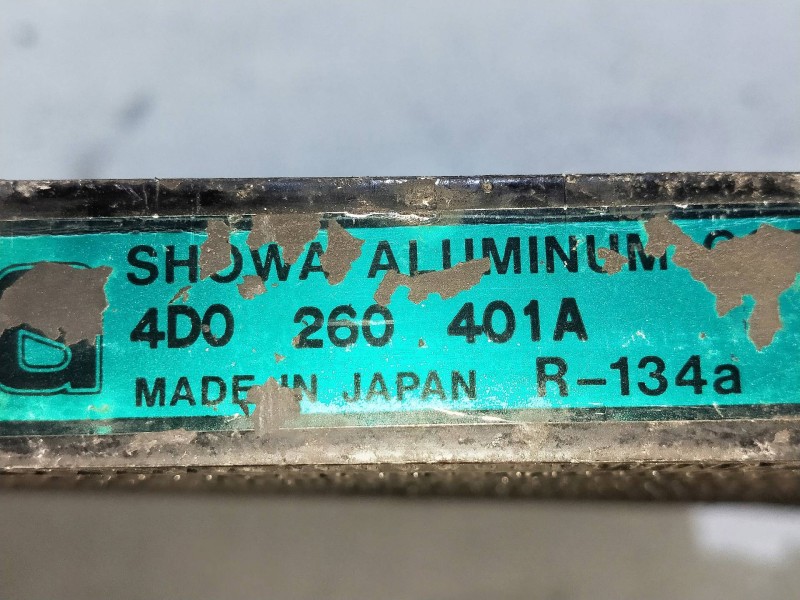 SHOWA ALUMINUM
4D0 260 401A
MADE IN JAPAN R-134a